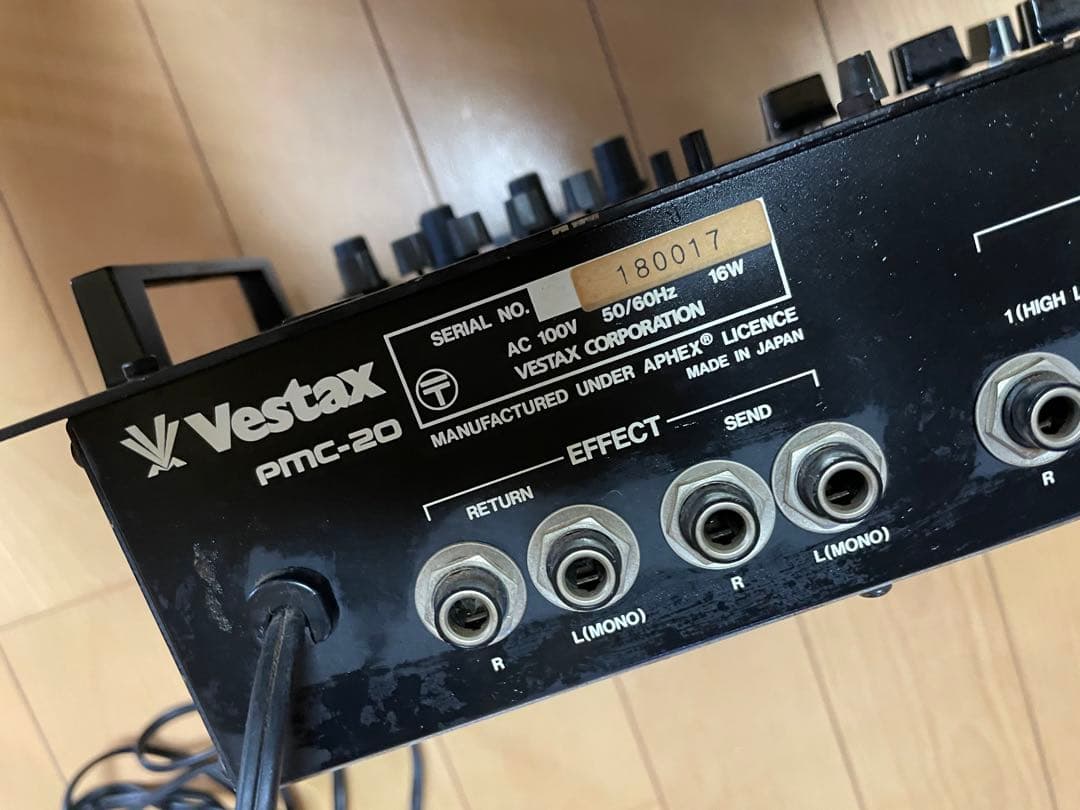 SERIAL NO. 180017
AC 100V 50/60Hz 16W
VESTAX CORPORATION
MANUFACTURED UNDER APHEX® LICENCE
MADE IN JAPAN
Vestax
PMC-20
EFFECT
RETURN
SEND
R
L(MONO)
R
L(MONO)
1(HIGH
R